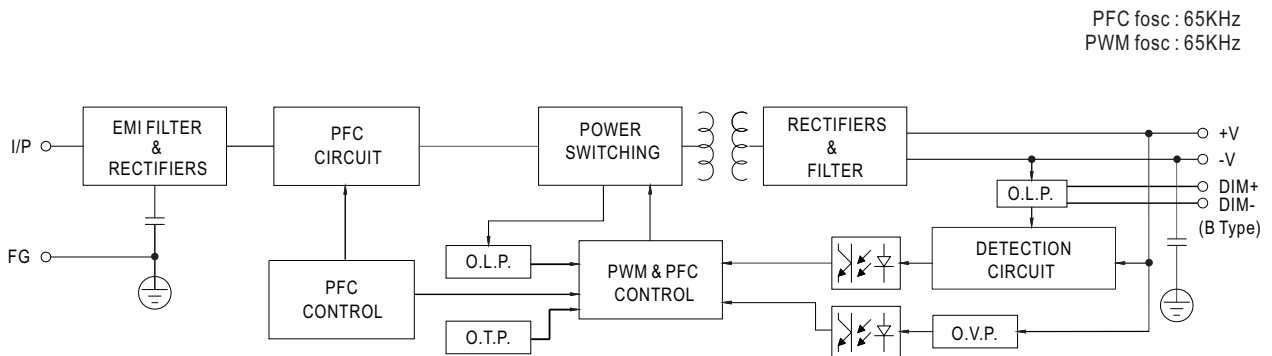 PFC fosc : 65KHz
PWM fosc : 65KHz
I/P
EMI FILTER
&
RECTIFIERS
PFC
CIRCUIT
POWER
SWITCHING
RECTIFIERS
&
FILTER
+V
-V
O.L.P.
DIM+
DIM-
(B Type)
FG
PFC
CONTROL
O.L.P.
O.T.P.
PWM & PFC
CONTROL
DETECTION
CIRCUIT
O.V.P.